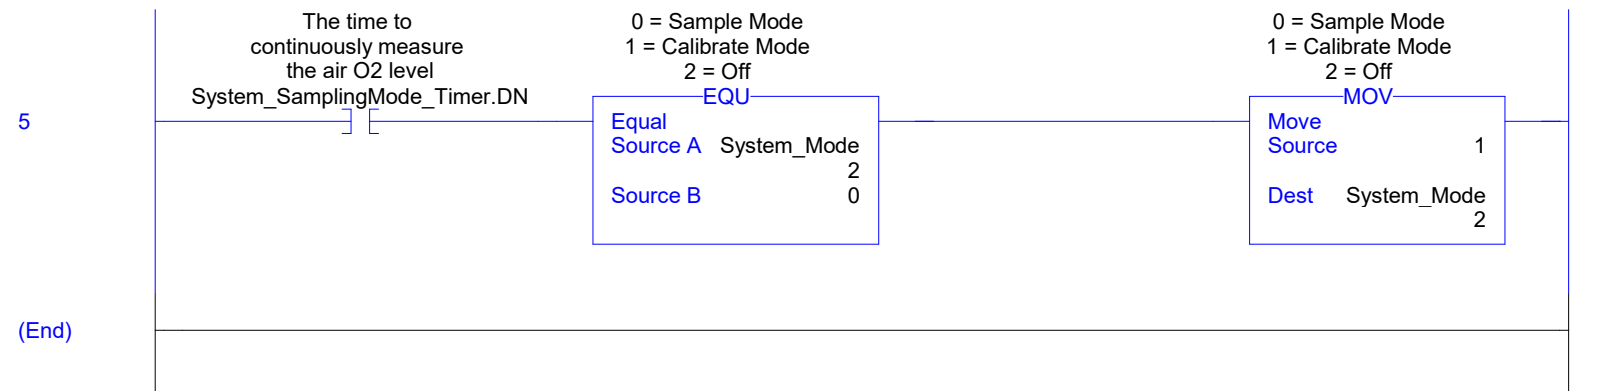 The time to
continuously measure
the air O2 level
System_SamplingMode_Timer.DN
0 = Sample Mode
1 = Calibrate Mode
2 = Off
EQU
Equal
Source A System_Mode
2
Source B 0
0 = Sample Mode
1 = Calibrate Mode
2 = Off
MOV
Move
Source 1
Dest System_Mode
2
5
(End)